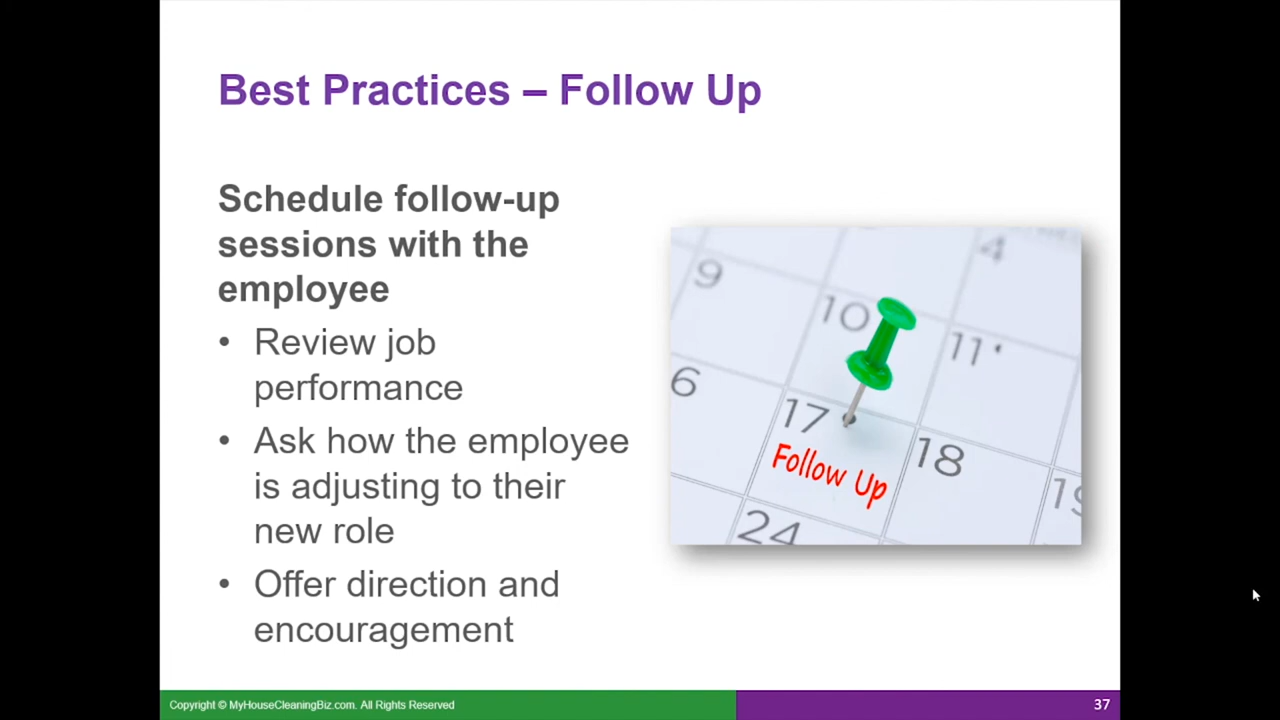 Best Practices – Follow Up
Schedule follow-up
sessions with the
employee
• Review job
performance
• Ask how the employee
is adjusting to their
new role
• Offer direction and
encouragement
4
9
10
11
6
17
Follow Up
18
19
24
Copyright © MyHouseCleaningBiz.com. All Rights Reserved
37